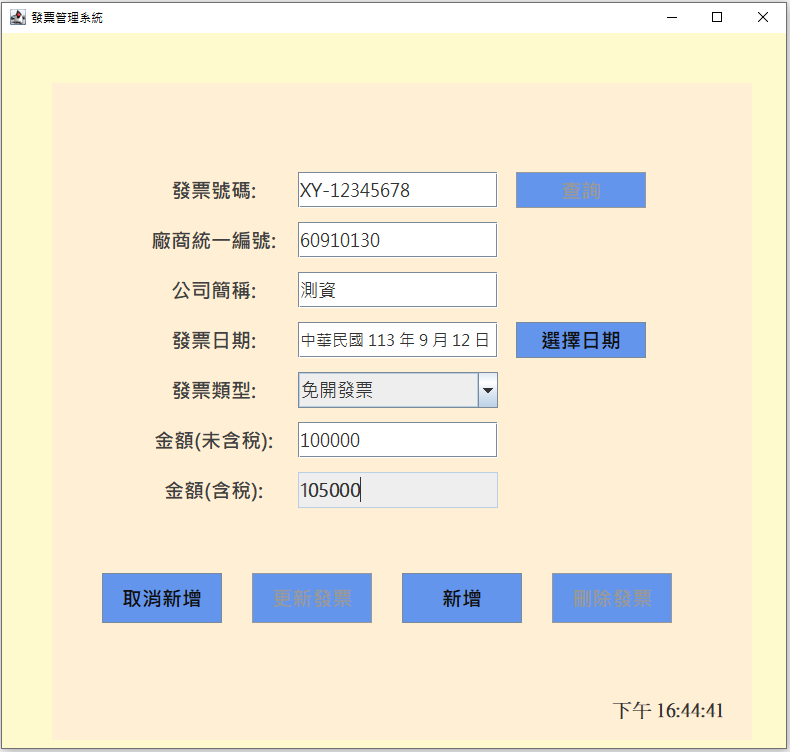 發票管理系統
發票號碼: XY-12345678 查詢
廠商統一編號: 60910130
公司簡稱: 測資
發票日期: 中華民國 113 年 9 月 12 日 選擇日期
發票類型: 免開發票
金額(未含稅): 100000
金額(含稅): 105000
取消新增 更新發票 新增 刪除發票
下午 16:44:41